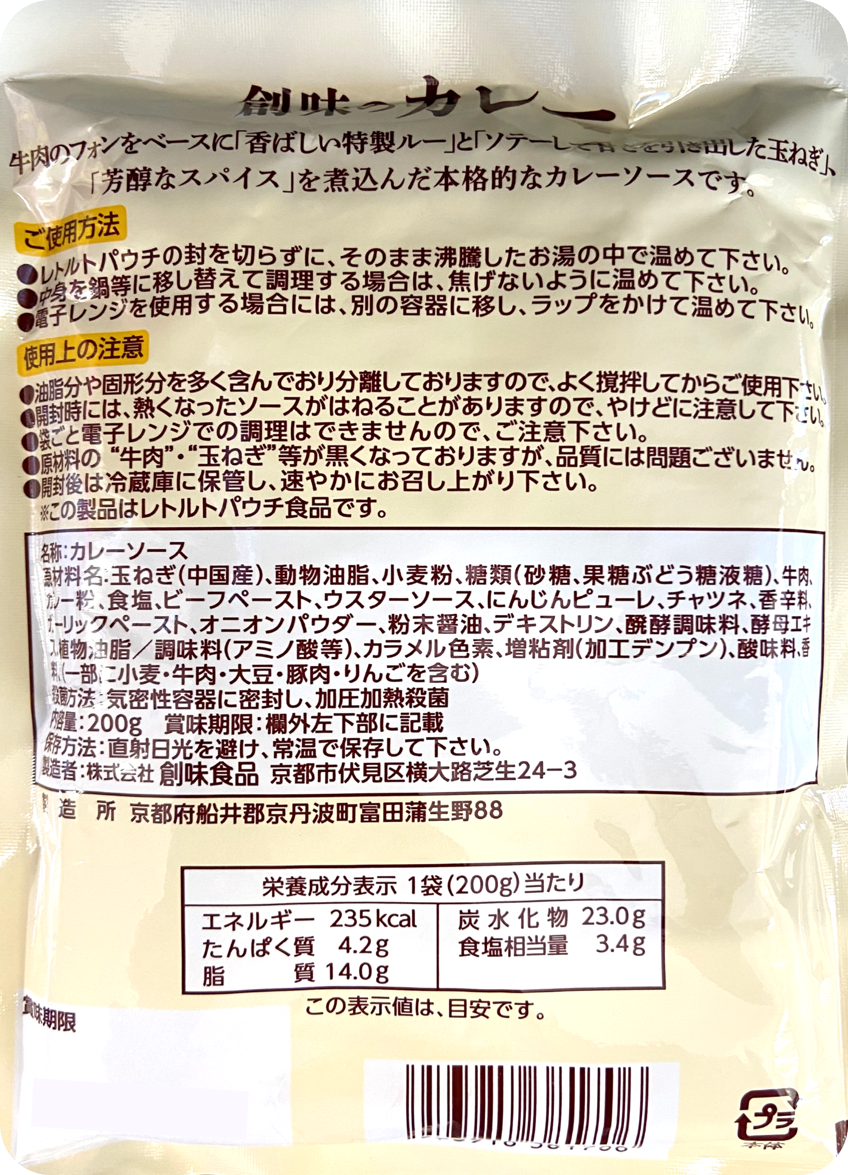 創味のカレー
牛肉のフォンをベースに「香ばしい特製ルー」と「ソテーして甘さを引き出した玉ねぎ」、
「芳醇なスパイス」を煮込んだ本格的なカレーソースです。
ご使用方法
●レトルトパウチの封を切らずに、そのまま沸騰したお湯の中で温めて下さい。
●中身を鍋等に移し替えて調理する場合は、焦げないように温めて下さい。
●電子レンジを使用する場合には、別の容器に移し、ラップをかけて温めて下さい。
使用上の注意
●油脂分や固形分を多く含んでおり分離しておりますので、よく撹拌してからご使用下さい。
●開封時には、熱くなったソースがはねることがありますので、やけどに注意して下さい。
●袋ごと電子レンジでの調理はできませんので、ご注意下さい。
●原材料の“牛肉”・“玉ねぎ”等が黒くなっておりますが、品質には問題ございません。
●開封後は冷蔵庫に保管し、速やかにお召し上がり下さい。
※この製品はレトルトパウチ食品です。
名称:カレーソース
原材料名:玉ねぎ(中国産)、動物油脂、小麦粉、糖類(砂糖、果糖ぶどう糖液糖)、牛肉、
カレー粉、食塩、ビーフペースト、ウスターソース、にんじんピューレ、チャツネ、香辛料、
ガーリックペースト、オニオンパウダー、粉末醤油、デキストリン、醗酵調味料、酵母エキ
ス、植物油脂／調味料(アミノ酸等)、カラメル色素、増粘剤(加工デンプン)、酸味料、香
料、(一部に小麦・牛肉・大豆・豚肉・りんごを含む)
殺菌方法:気密性容器に密封し、加圧加熱殺菌
内容量:200g 賞味期限:欄外左下部に記載
保存方法:直射日光を避け、常温で保存して下さい。
製造者:株式会社 創味食品 京都市伏見区横大路芝生24−3
製造所 京都府船井郡京丹波町富田蒲生野88
栄養成分表示 1袋(200g)当たり
エネルギー 235kcal 炭水化物 23.0g
たんぱく質 4.2g 食塩相当量 3.4g
脂質 14.0g
この表示値は、目安です。
賞味期限
プラ
本体